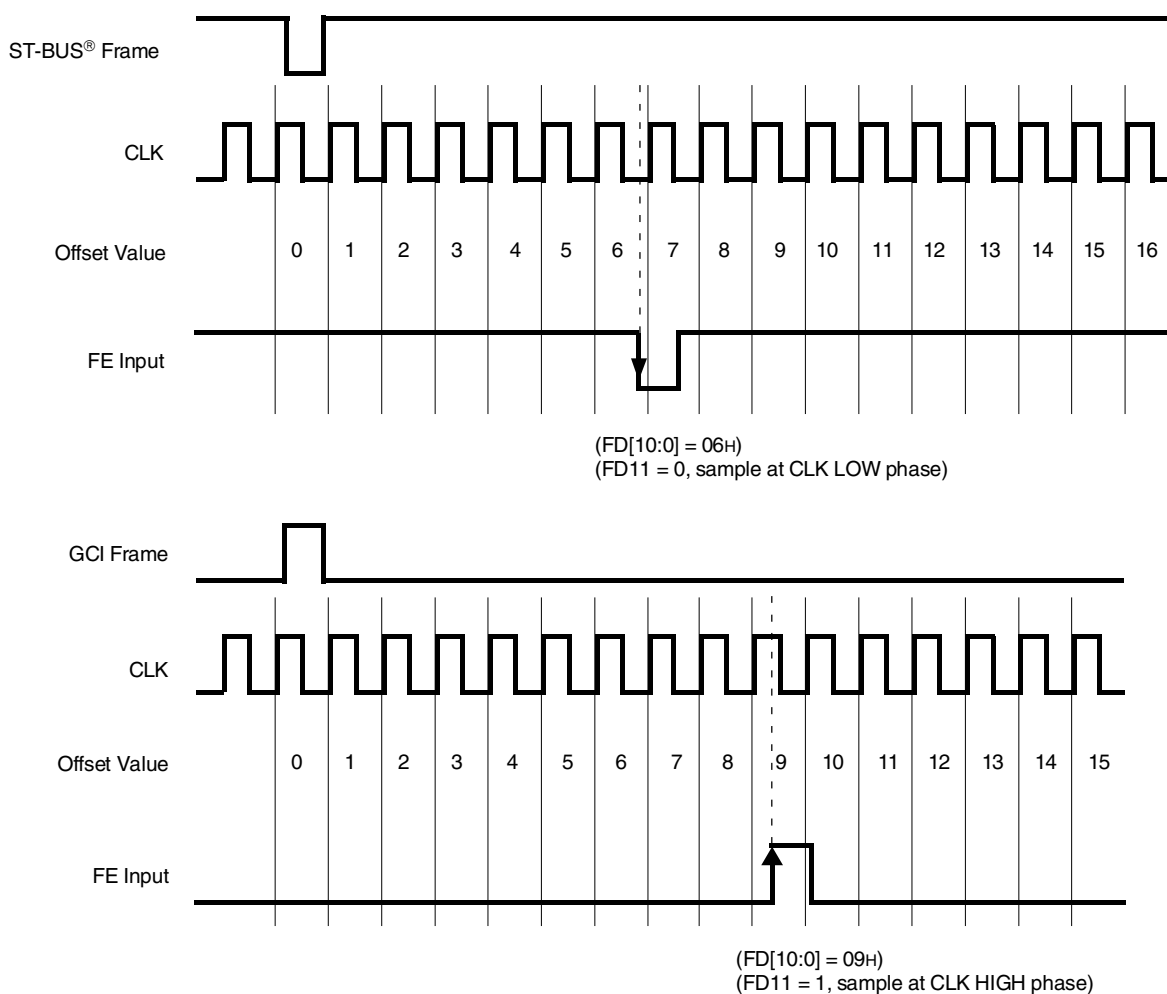 ST-BUS® Frame
CLK
Offset Value 0 1 2 3 4 5 6 7 8 9 10 11 12 13 14 15 16
FE Input
(FD[10:0] = 06H)
(FD11 = 0, sample at CLK LOW phase)
GCI Frame
CLK
Offset Value 0 1 2 3 4 5 6 7 8 9 10 11 12 13 14 15
FE Input
(FD[10:0] = 09H)
(FD11 = 1, sample at CLK HIGH phase)